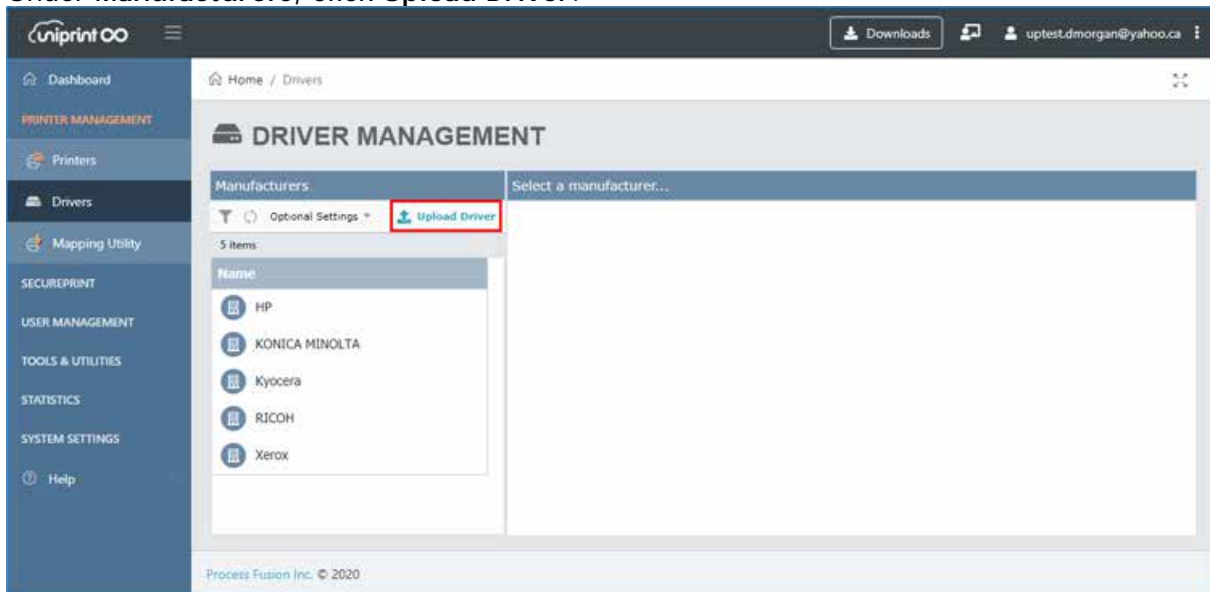 Under Manufacturers, click Upload Driver.
uniprint
Downloads
uptest.dmorgan@yahoo.ca
Dashboard
Home / Drivers
PRINTER MANAGEMENT
DRIVER MANAGEMENT
Printers
Manufacturers
Select a manufacturer...
Drivers
Optional Settings
Upload Driver
Mapping Utility
5 items
Name
SECUREPRINT
HP
USER MANAGEMENT
KONICA MINOLTA
TOOLS & UTILITIES
Kyocera
STATISTICS
RICOH
SYSTEM SETTINGS
Xerox
Help
Process Fusion Inc. © 2020